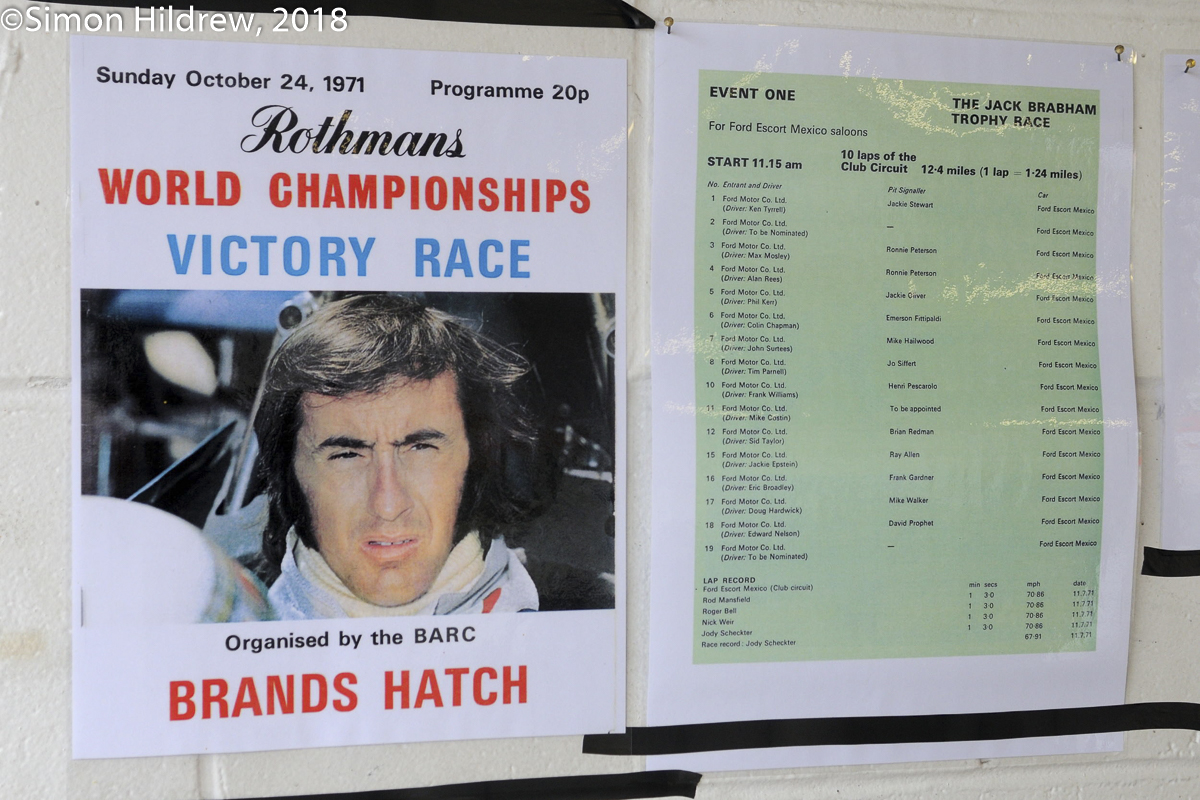 ©Simon Hildrew, 2018
Sunday October 24, 1971 Programme 20p
Rothmans
WORLD CHAMPIONSHIPS
VICTORY RACE
Organised by the BARC
BRANDS HATCH
EVENT ONE
THE JACK BRABHAM
TROPHY RACE
For Ford Escort Mexico saloons
START 11.15 am
10 laps of the
Club Circuit 12·4 miles (1 lap = 1·24 miles)
No. Entrant and Driver Pit Signaller Car
1 Ford Motor Co. Ltd. Jackie Stewart Ford Escort Mexico
(Driver: Ken Tyrrell)
2 Ford Motor Co. Ltd. — Ford Escort Mexico
(Driver: To be Nominated)
3 Ford Motor Co. Ltd. Ronnie Peterson Ford Escort Mexico
(Driver: Max Mosley)
4 Ford Motor Co. Ltd. Ronnie Peterson Ford Escort Mexico
(Driver: Alan Rees)
5 Ford Motor Co. Ltd. Jackie Oliver Ford Escort Mexico
(Driver: Phil Kerr)
6 Ford Motor Co. Ltd. Emerson Fittipaldi Ford Escort Mexico
(Driver: Colin Chapman)
7 Ford Motor Co. Ltd. Mike Hailwood Ford Escort Mexico
(Driver: John Surtees)
8 Ford Motor Co. Ltd. Jo Siffert Ford Escort Mexico
(Driver: Tim Parnell)
10 Ford Motor Co. Ltd. Henri Pescarolo Ford Escort Mexico
(Driver: Frank Williams)
11 Ford Motor Co. Ltd. To be appointed Ford Escort Mexico
(Driver: Mike Costin)
12 Ford Motor Co. Ltd. Brian Redman Ford Escort Mexico
(Driver: Sid Taylor)
15 Ford Motor Co. Ltd. Ray Allen Ford Escort Mexico
(Driver: Jackie Epstein)
16 Ford Motor Co. Ltd. Frank Gardner Ford Escort Mexico
(Driver: Eric Broadley)
17 Ford Motor Co. Ltd. Mike Walker Ford Escort Mexico
(Driver: Doug Hardwick)
18 Ford Motor Co. Ltd. David Prophet Ford Escort Mexico
(Driver: Edward Nelson)
19 Ford Motor Co. Ltd. — Ford Escort Mexico
(Driver: To be Nominated)
LAP RECORD min secs mph date
Ford Escort Mexico (Club circuit)
Rod Mansfield 1 3·0 70·86 11.7.71
Roger Bell 1 3·0 70·86 11.7.71
Nick Weir 1 3·0 70·86 11.7.71
Jody Scheckter 1 3·0 70·86 11.7.71
Race record: Jody Scheckter 67·91 11.7.71